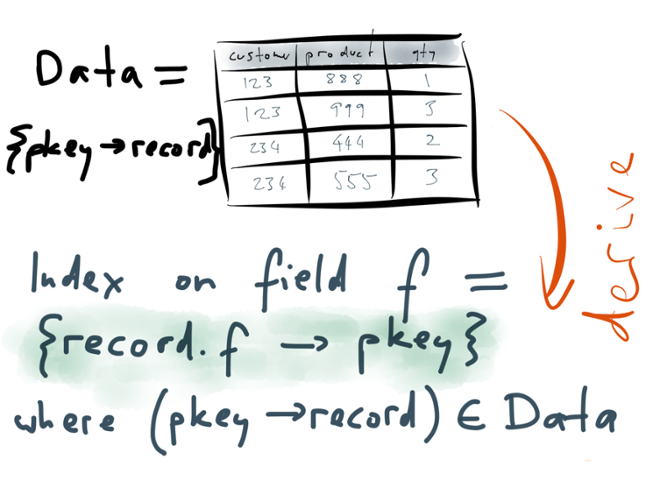 Data =
customer product qty
123 888 1
123 999 3
{pkey → record}
234 444 2
234 555 3
derive
Index on field f =
{record.f → pkey}
where (pkey → record) ∈ Data